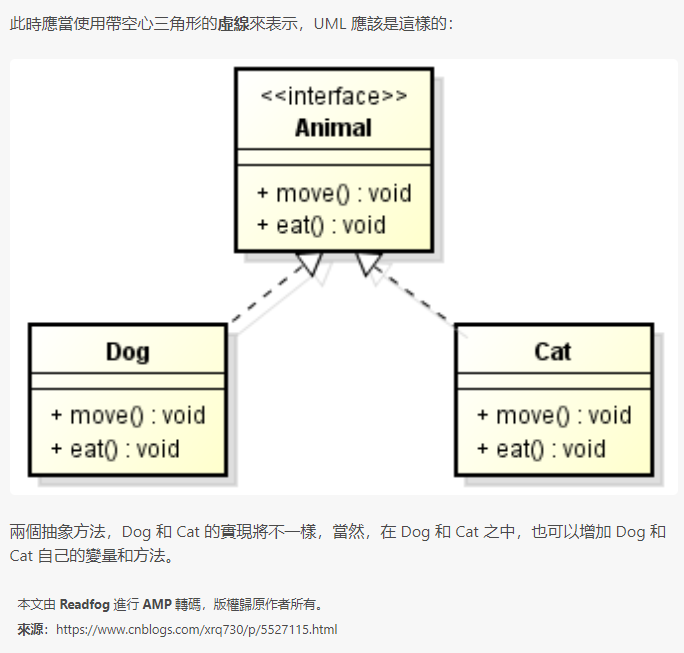 此時應當使用帶空心三角形的虛線來表示，UML 應該是這樣的：
<<interface>>
Animal
+ move() : void
+ eat() : void
Dog
+ move() : void
+ eat() : void
Cat
+ move() : void
+ eat() : void
兩個抽象方法，Dog 和 Cat 的實現將不一樣，當然，在 Dog 和 Cat 之中，也可以增加 Dog 和
Cat 自己的變量和方法。
本文由 Readfog 進行 AMP 轉碼，版權歸原作者所有。
來源：https://www.cnblogs.com/xrq730/p/5527115.html